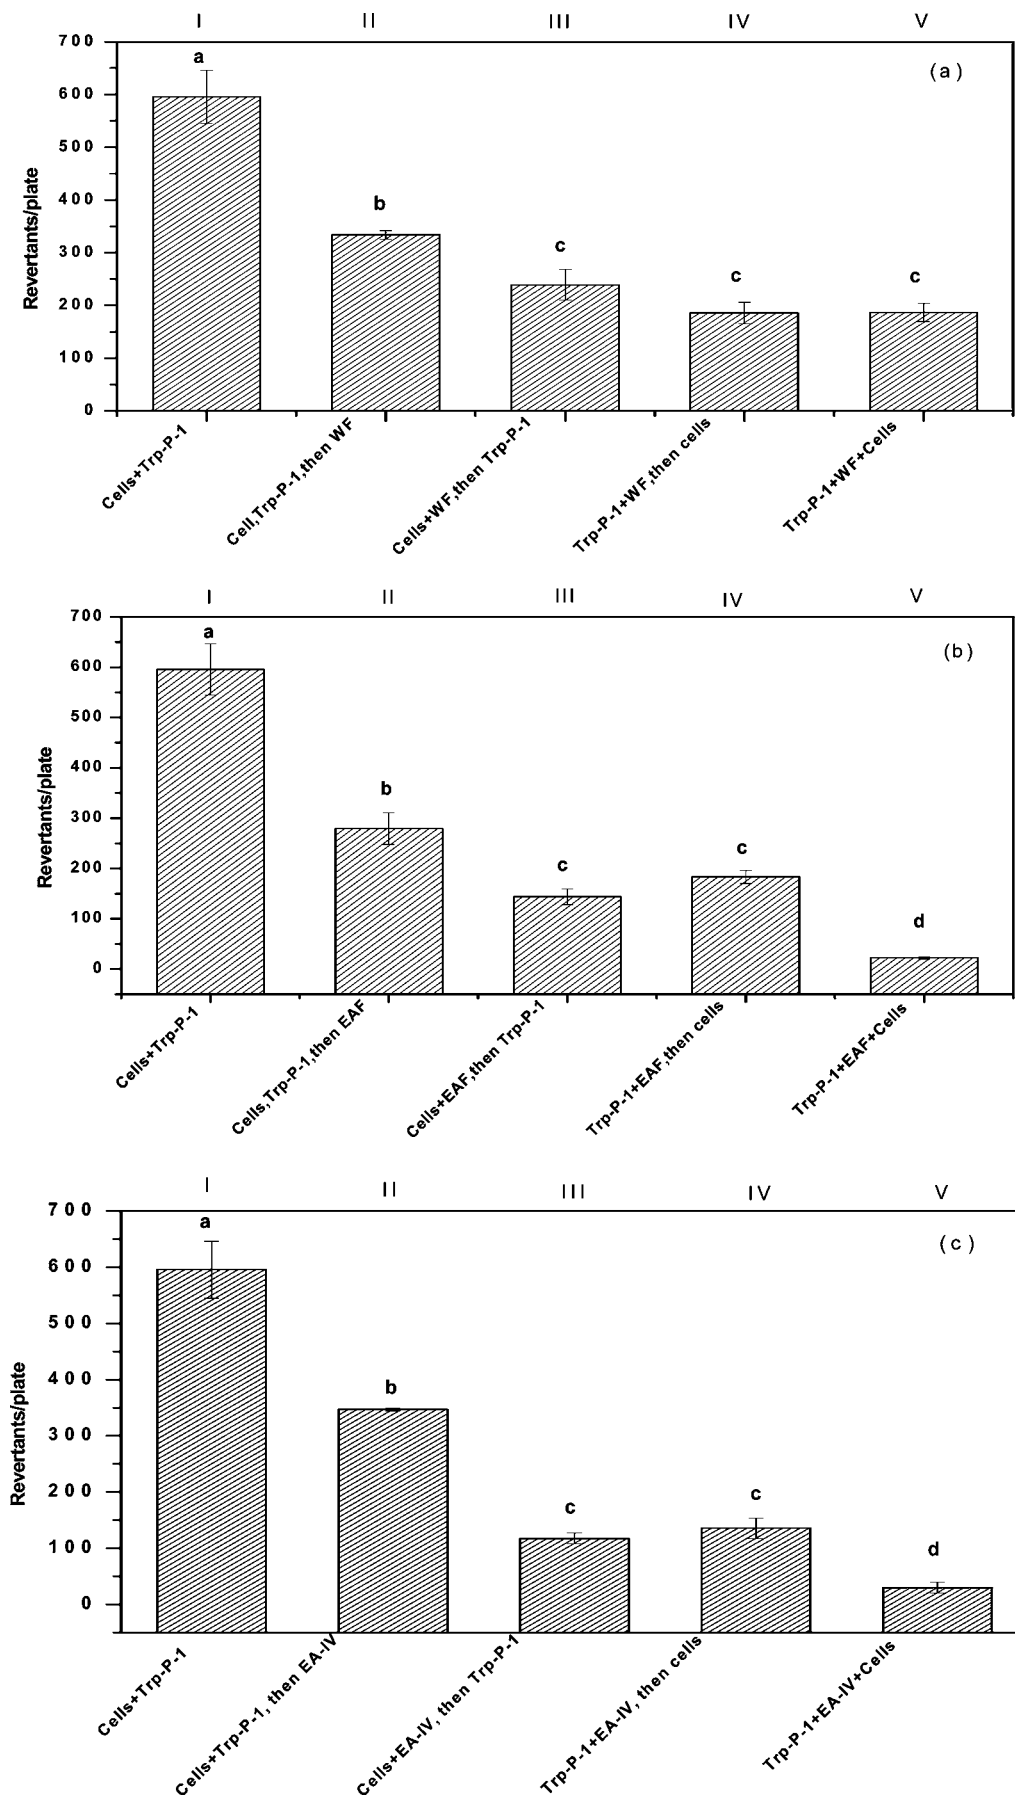 I II III IV V
(a)
700
600
500
400
300
200
100
0
Revertants/plate
a
b
c
c
c
Cells+Trp-P-1
Cell,Trp-P-1,then WF
Cells+WF,then Trp-P-1
Trp-P-1+WF,then cells
Trp-P-1+WF+Cells
I II III IV V
(b)
700
600
500
400
300
200
100
0
Revertants/plate
a
b
c
c
d
Cells+Trp-P-1
Cells,Trp-P-1,then EAF
Cells+EAF,then Trp-P-1
Trp-P-1+EAF,then cells
Trp-P-1+EAF+Cells
I II III IV V
(c)
700
600
500
400
300
200
100
0
Revertants/plate
a
b
c
c
d
Cells+Trp-P-1
Cells+Trp-P-1, then EA-IV
Cells+EA-IV, then Trp-P-1
Trp-P-1+EA-IV, then cells
Trp-P-1+EA-IV+Cells